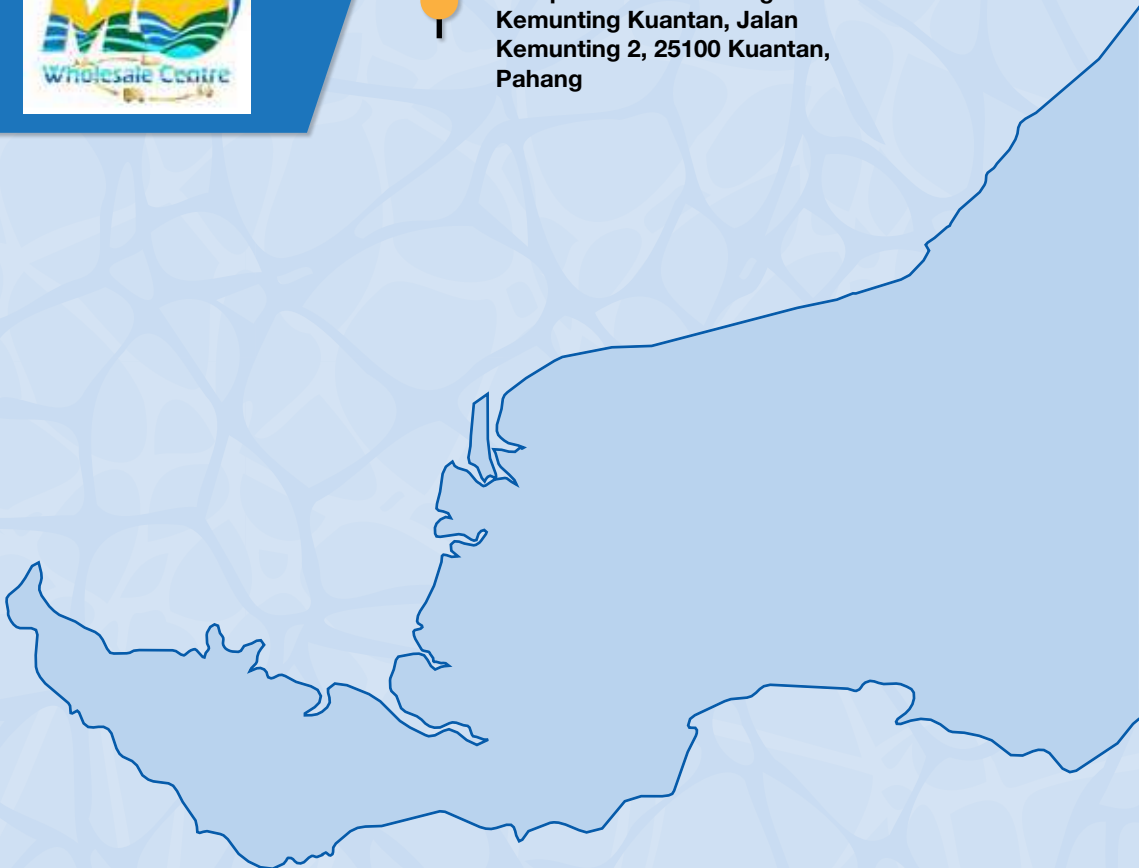 Wholesale Centre
Kemunting Kuantan, Jalan
Kemunting 2, 25100 Kuantan,
Pahang